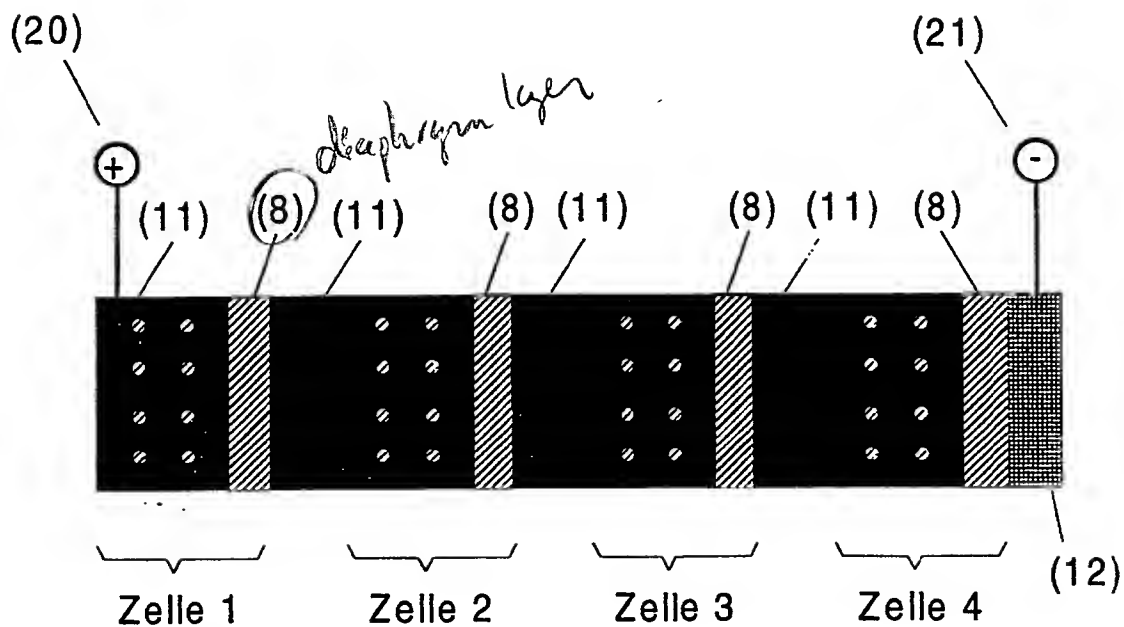 (20)
(21)
diaphragm layer
+
-
(11) (8) (11) (8) (11) (8) (11) (8)
(12)
Zelle 1 Zelle 2 Zelle 3 Zelle 4